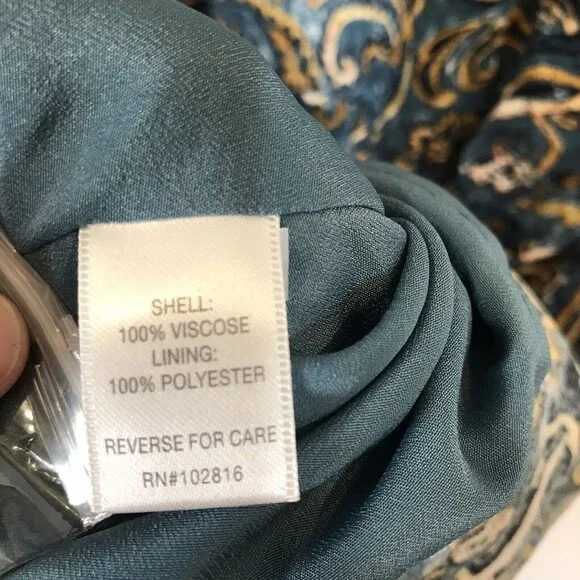 SHELL:
100% VISCOSE
LINING:
100% POLYESTER
REVERSE FOR CARE
RN#102816